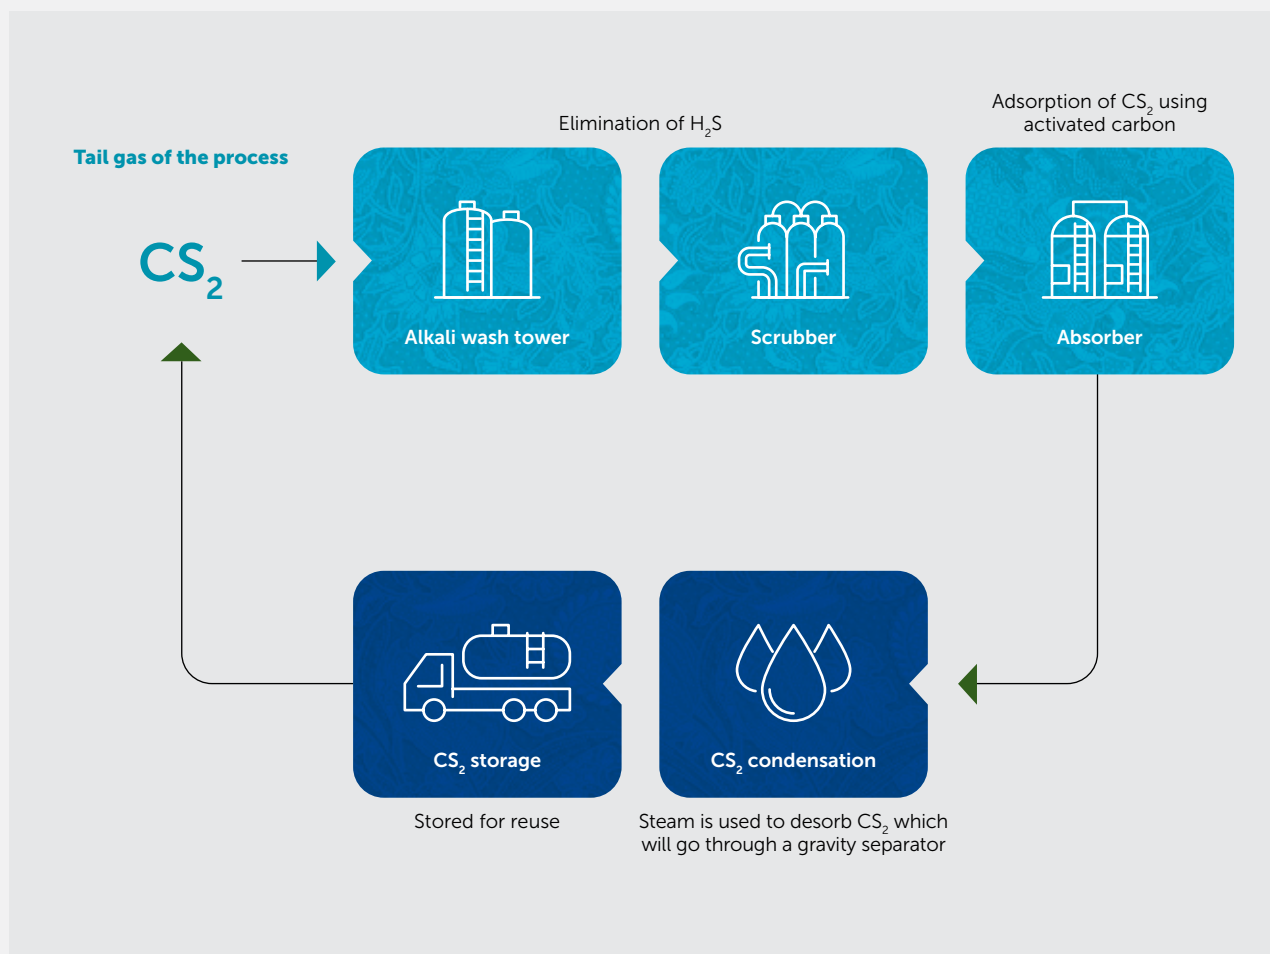 Tail gas of the process
CS₂
Elimination of H₂S
Alkali wash tower
Scrubber
Adsorption of CS₂ using
activated carbon
Absorber
CS₂ condensation
Steam is used to desorb CS₂ which
will go through a gravity separator
CS₂ storage
Stored for reuse